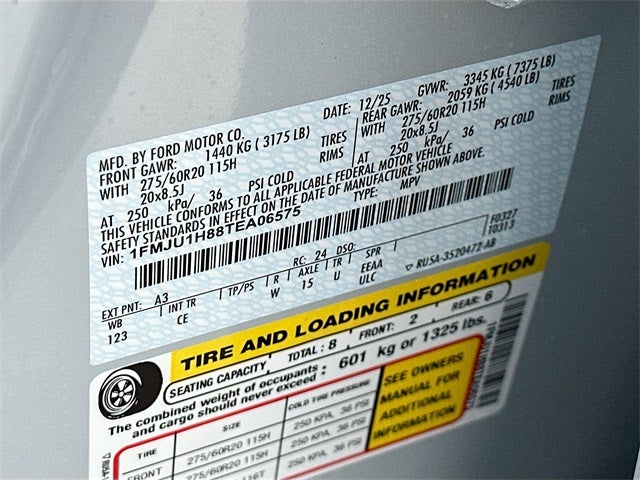 MFD. BY FORD MOTOR CO.
DATE: 12/25
GVWR: 3345 KG ( 7375 LB)
FRONT GAWR: 1440 KG ( 3175 LB)
REAR GAWR: 2059 KG ( 4540 LB)
WITH 275/60R20 115H TIRES
WITH 275/60R20 115H TIRES
20x8.5J RIMS
20x8.5J RIMS
AT 250 kPa/ 36 PSI COLD
AT 250 kPa/ 36 PSI COLD
THIS VEHICLE CONFORMS TO ALL APPLICABLE FEDERAL MOTOR VEHICLE
SAFETY STANDARDS IN EFFECT ON THE DATE OF MANUFACTURE SHOWN ABOVE.
VIN: 1FMJU1H88TEA06575
TYPE: MPV
F0327
T0313
EXT PNT: A3 RC: 24 DSO:
WB INT TR TP/PS R AXLE TR SPR
123 CE W 15 U EEAA
ULC
▽ RU5A-3520472-AB
TIRE AND LOADING INFORMATION
SEATING CAPACITY TOTAL : 8 FRONT: 2 REAR: 6
The combined weight of occupants
and cargo should never exceed : 601 kg or 1325 lbs.
TIRE SIZE COLD TIRE PRESSURE
FRONT 275/60R20 115H 250 KPA, 36 PSI
275/60R20 115H 250 KPA, 36 PSI
250 KPA, 36 PSI
SEE OWNERS
MANUAL FOR
ADDITIONAL
INFORMATION